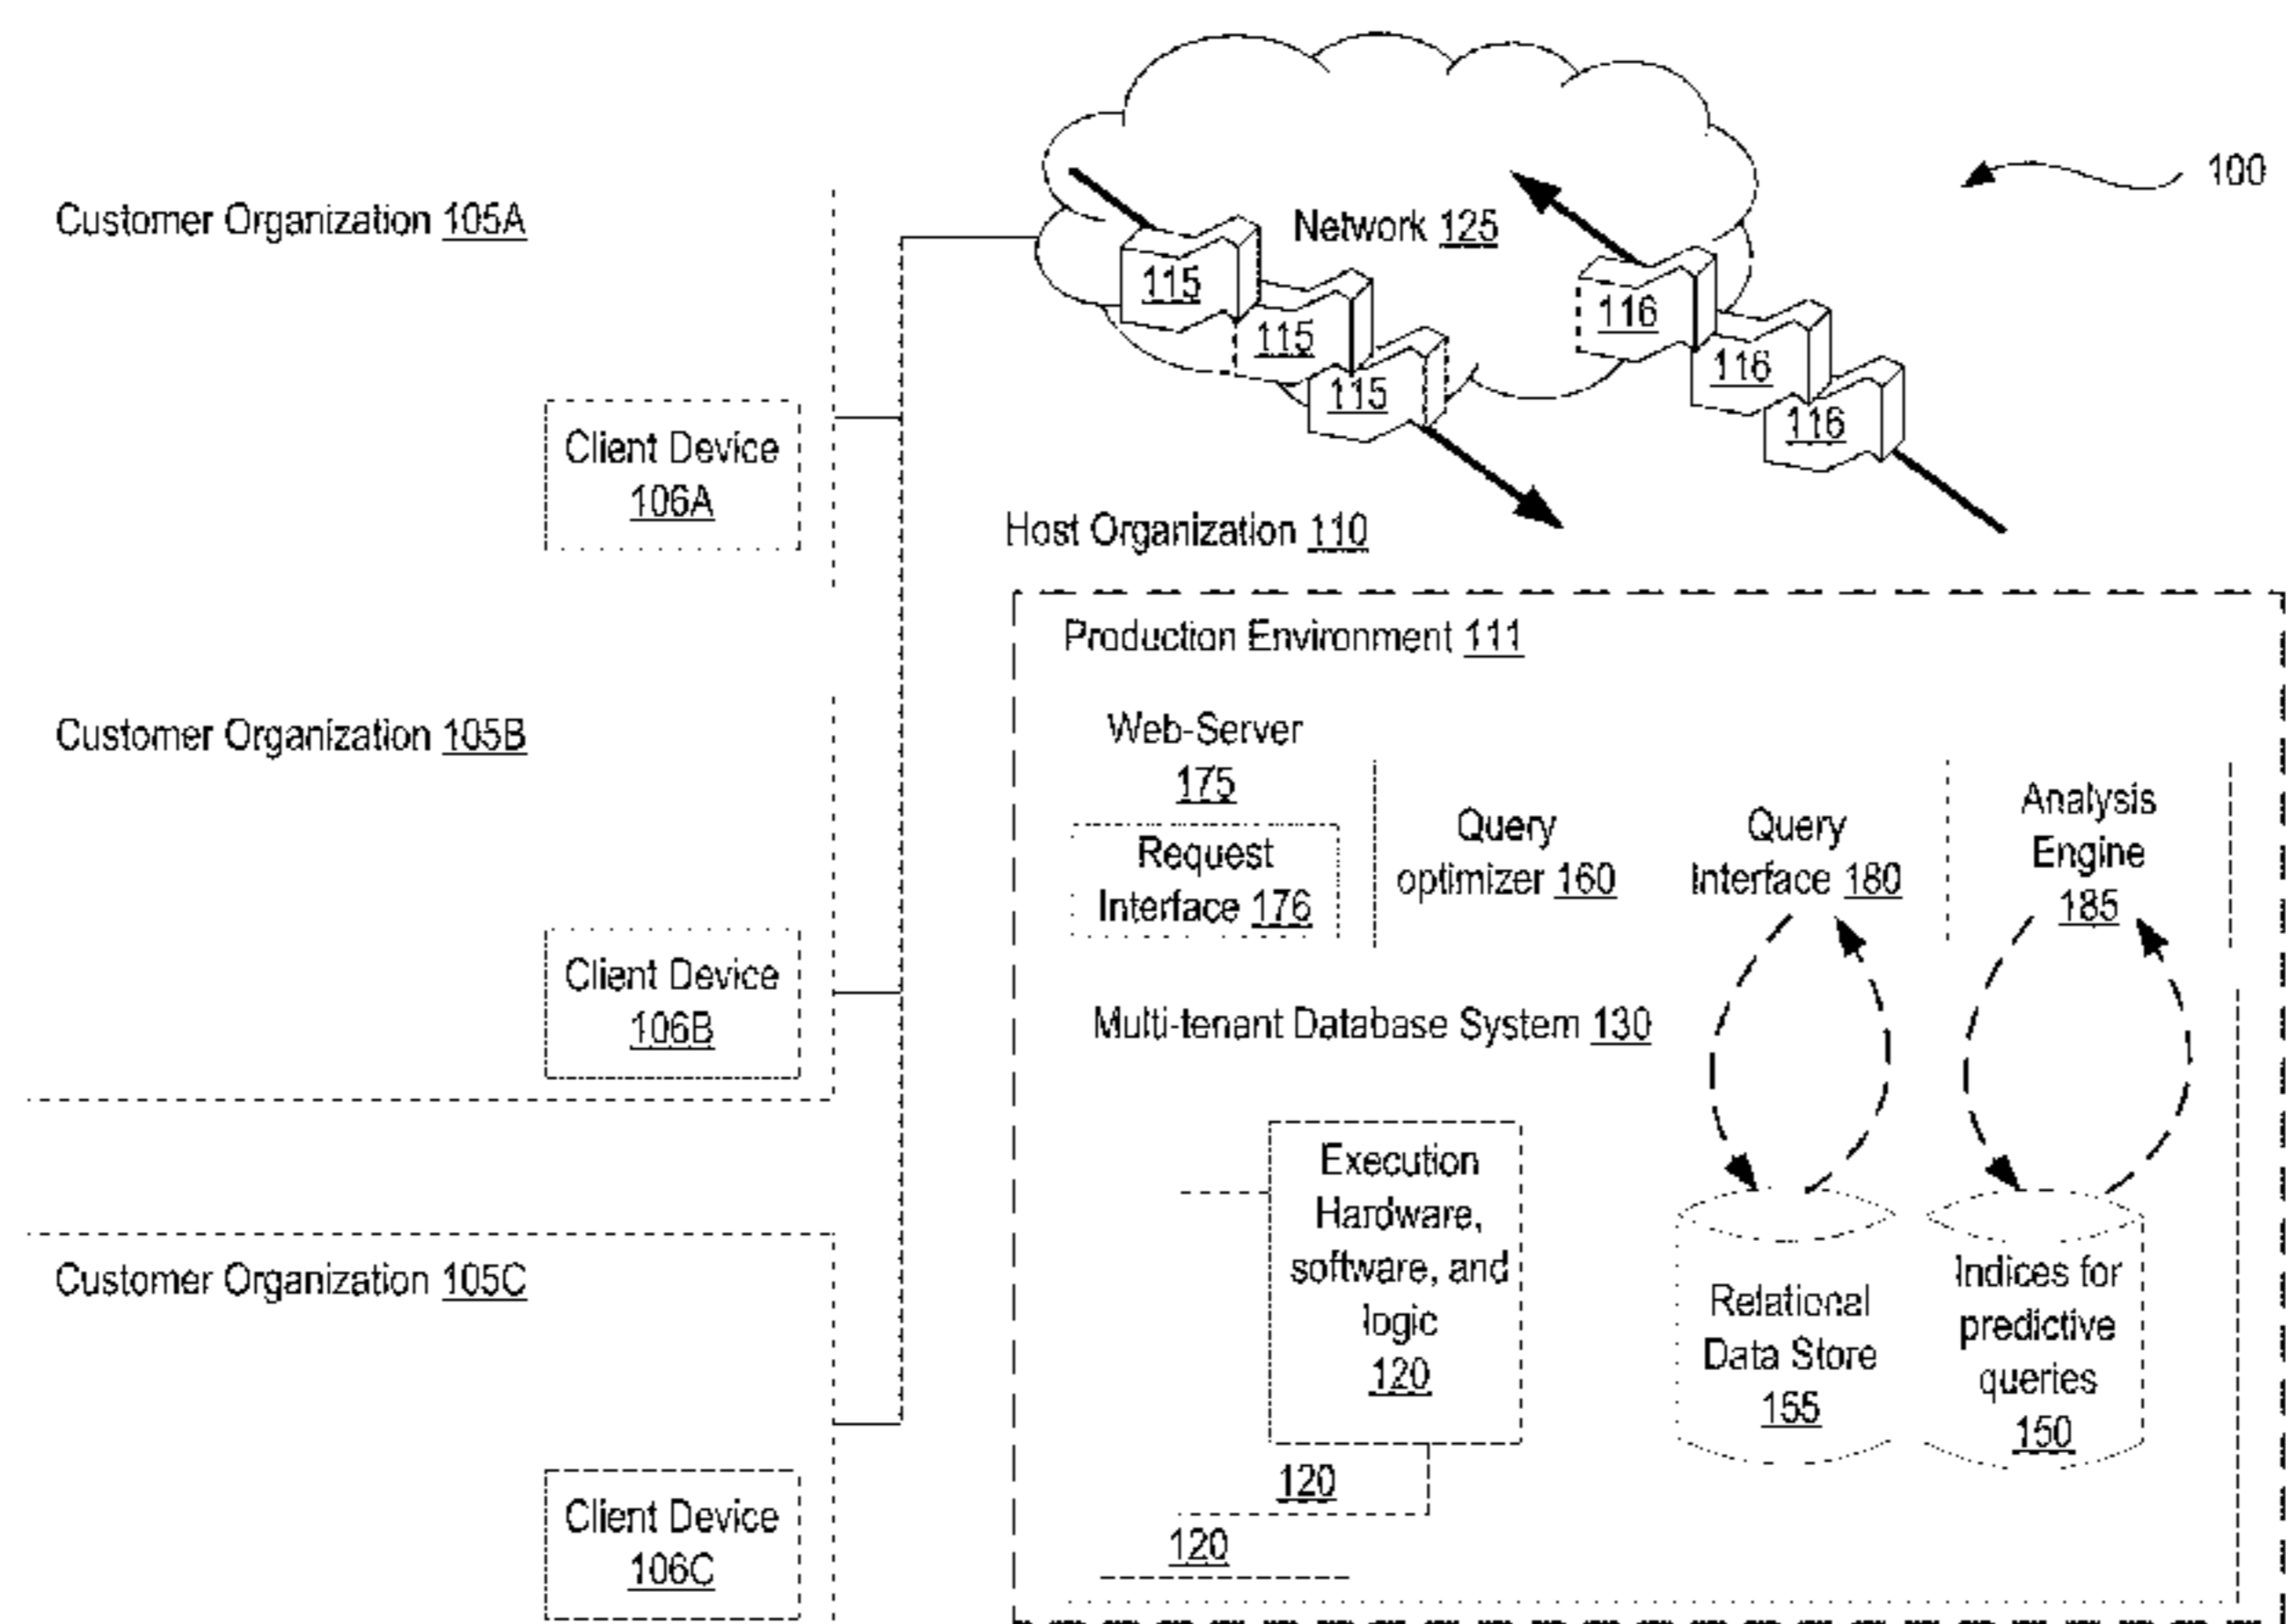 100
Customer Organization 105A
Network 125
115
115
115
116
116
116
Client Device
106A
Host Organization 110
Production Environment 111
Customer Organization 105B
Web-Server
175
Request
Interface 176
Query
optimizer 160
Query
Interface 180
Analysis
Engine
185
Client Device
106B
Multi-tenant Database System 130
Execution
Hardware,
software, and
logic
120
120
120
Relational
Data Store
155
Indices for
predictive
queries
150
Customer Organization 105C
Client Device
106C